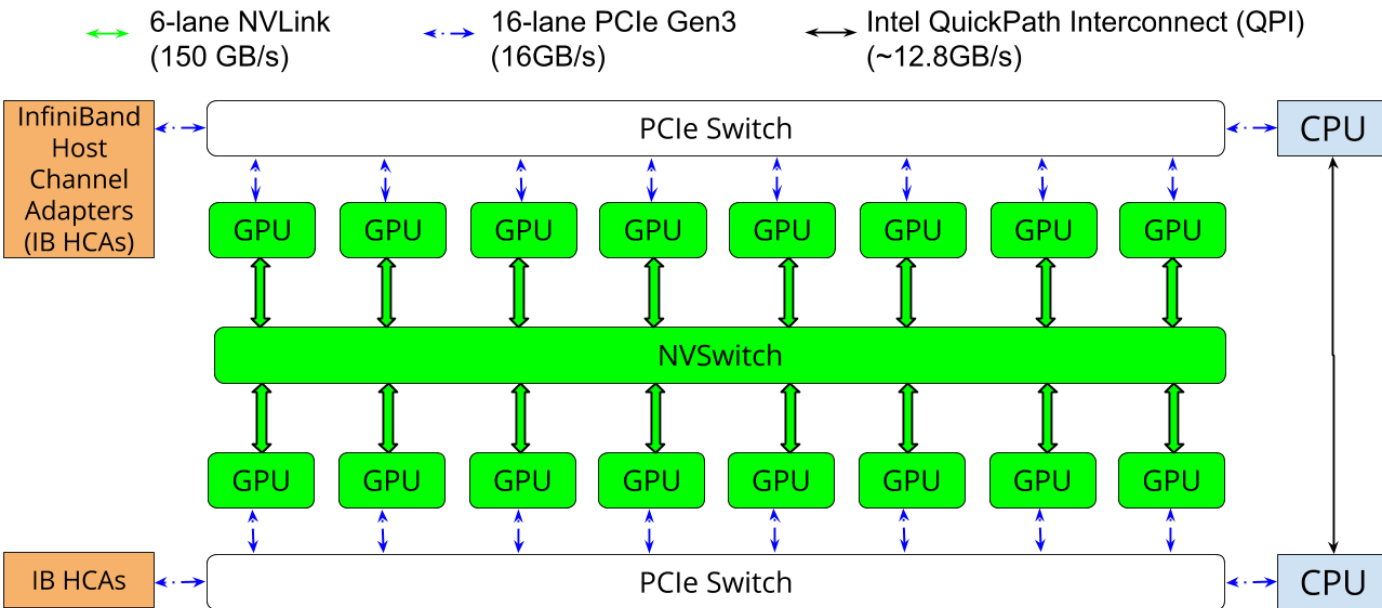 6-lane NVLink
(150 GB/s)
16-lane PCIe Gen3
(16GB/s)
Intel QuickPath Interconnect (QPI)
(~12.8GB/s)
InfiniBand
Host
Channel
Adapters
(IB HCAs)
PCIe Switch
CPU
GPU
GPU
GPU
GPU
GPU
GPU
GPU
GPU
NVSwitch
GPU
GPU
GPU
GPU
GPU
GPU
GPU
GPU
IB HCAs
PCIe Switch
CPU